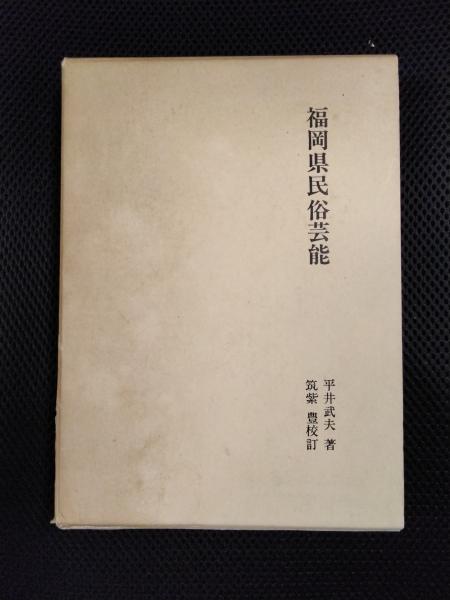 福岡県民俗芸能
平井武夫 著
筑紫 豊校訂